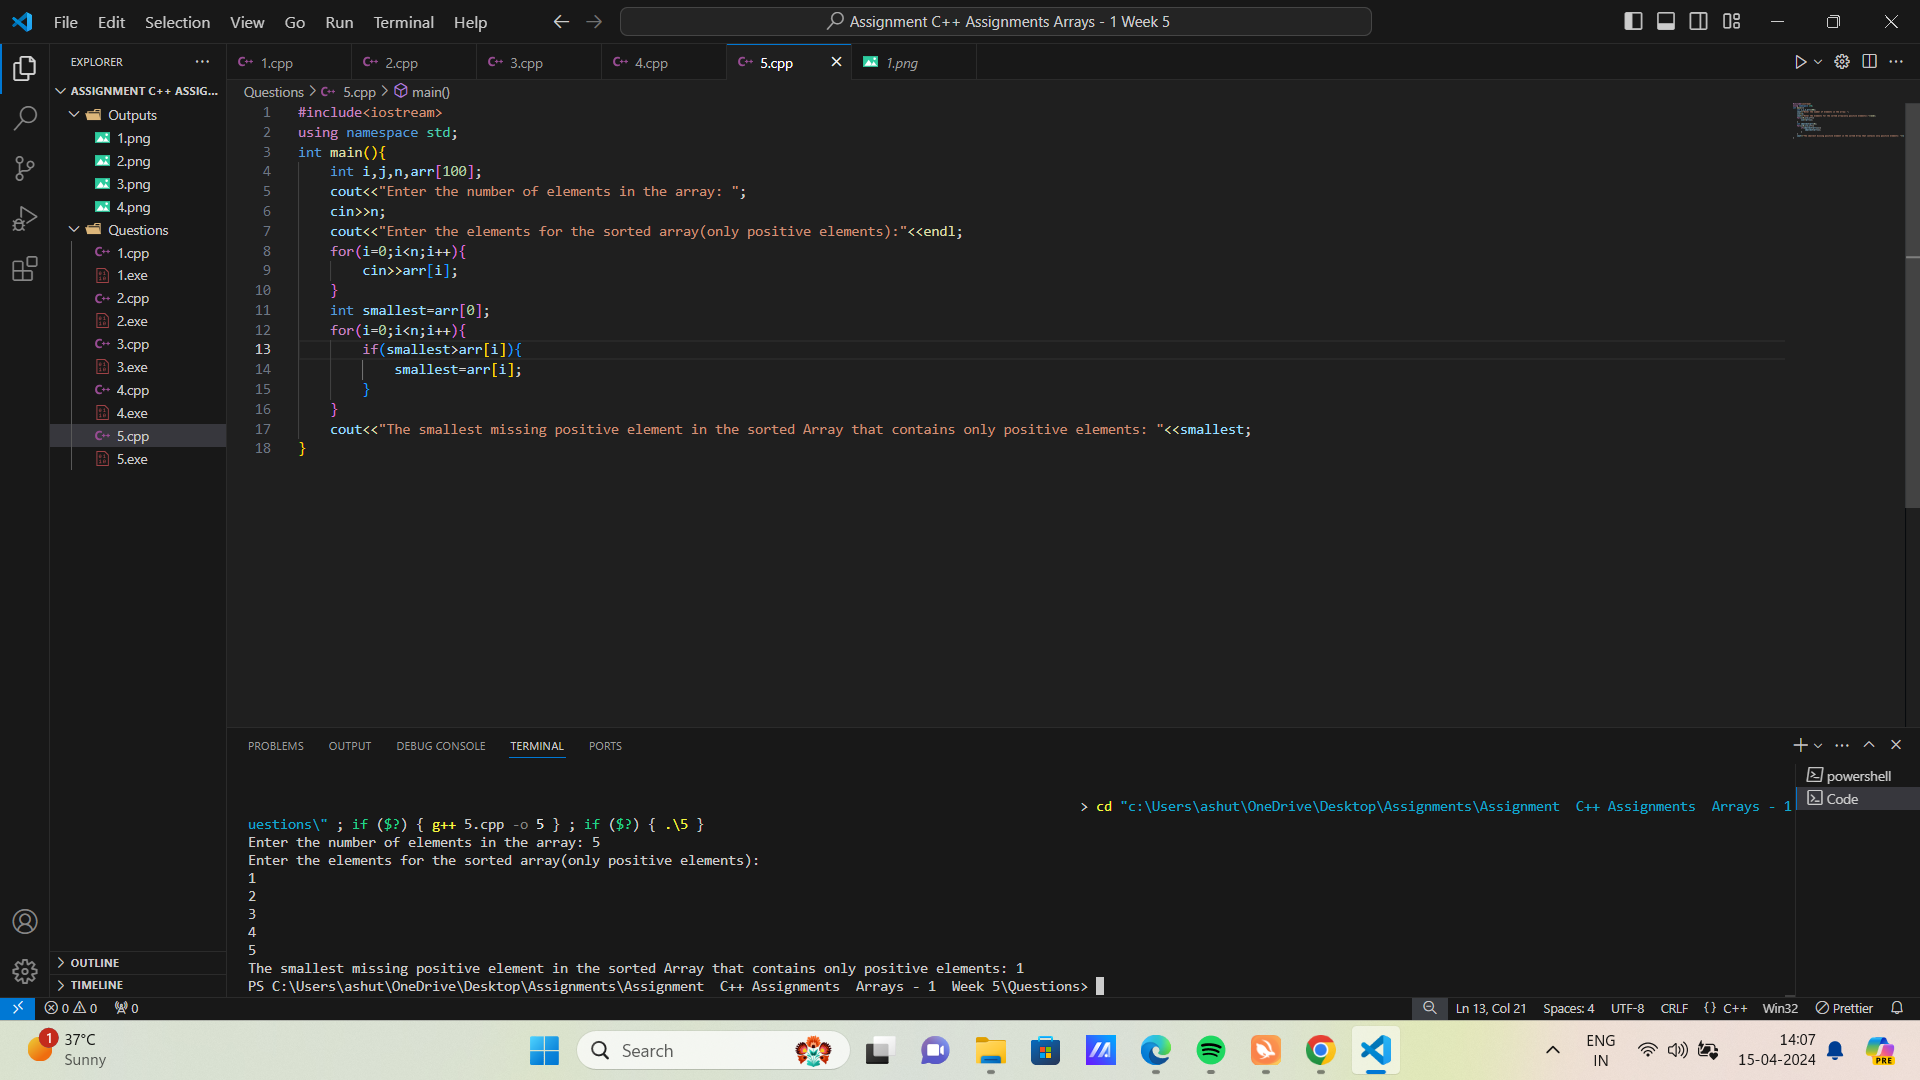 File Edit Selection View Go Run Terminal Help
Assignment C++ Assignments Arrays - 1 Week 5
EXPLORER
1.cpp 2.cpp 3.cpp 4.cpp 5.cpp 1.png
ASSIGNMENT C++ ASSIG...
Outputs
1.png
2.png
3.png
4.png
Questions
1.cpp
1.exe
2.cpp
2.exe
3.cpp
3.exe
4.cpp
4.exe
5.cpp
5.exe
OUTLINE
TIMELINE
Questions > 5.cpp > main()
1 #include<iostream>
2 using namespace std;
3 int main(){
4 int i,j,n,arr[100];
5 cout<<"Enter the number of elements in the array: ";
6 cin>>n;
7 cout<<"Enter the elements for the sorted array(only positive elements):"<<endl;
8 for(i=0;i<n;i++){
9 cin>>arr[i];
10 }
11 int smallest=arr[0];
12 for(i=0;i<n;i++){
13 if(smallest>arr[i]){
14 smallest=arr[i];
15 }
16 }
17 cout<<"The smallest missing positive element in the sorted Array that contains only positive elements: "<<smallest;
18 }
PROBLEMS OUTPUT DEBUG CONSOLE TERMINAL PORTS
powershell
Code
> cd "c:\Users\ashut\OneDrive\Desktop\Assignments\Assignment  C++ Assignments  Arrays - 1
uestions\" ; if ($?) { g++ 5.cpp -o 5 } ; if ($?) { .\5 }
Enter the number of elements in the array: 5
Enter the elements for the sorted array(only positive elements):
1
2
3
4
5
The smallest missing positive element in the sorted Array that contains only positive elements: 1
PS C:\Users\ashut\OneDrive\Desktop\Assignments\Assignment  C++ Assignments  Arrays - 1  Week 5\Questions>
0 0 0 Ln 13, Col 21 Spaces: 4 UTF-8 CRLF {} C++ Win32 Prettier
1 37°C
Sunny
Search
PRE
ENG
IN
14:07
15-04-2024